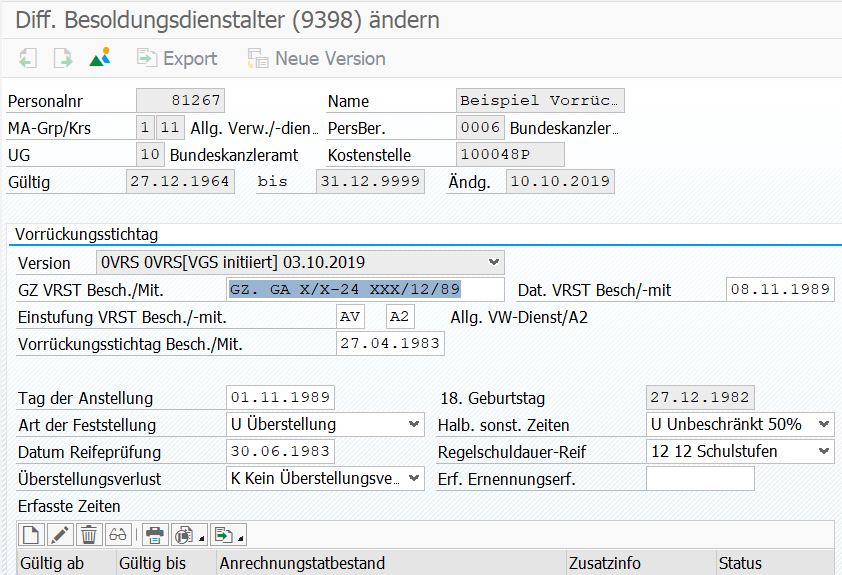 Diff. Besoldungsdienstalter (9398) ändern
Export Neue Version
Personalnr 81267 Name Beispiel Vorrüc…
MA-Grp/Krs 1 11 Allg. Verw./-dien… PersBer. 0006 Bundeskanzler…
UG 10 Bundeskanzleramt Kostenstelle 100048P
Gültig 27.12.1964 bis 31.12.9999 Ändg. 10.10.2019
Vorrückungsstichtag
Version 0VRS 0VRS[VGS initiiert] 03.10.2019
GZ VRST Besch./Mit. GZ. GA X/X-24 XXX/12/89 Dat. VRST Besch/-mit 08.11.1989
Einstufung VRST Besch./-mit. AV A2 Allg. VW-Dienst/A2
Vorrückungsstichtag Besch./Mit. 27.04.1983
Tag der Anstellung 01.11.1989 18. Geburtstag 27.12.1982
Art der Feststellung U Überstellung Halb. sonst. Zeiten U Unbeschränkt 50%
Datum Reifeprüfung 30.06.1983 Regelschuldauer-Reif 12 12 Schulstufen
Überstellungsverlust K Kein Überstellungsve… Erf. Ernennungserf.
Erfasste Zeiten
Gültig ab Gültig bis Anrechnungstatbestand Zusatzinfo Status